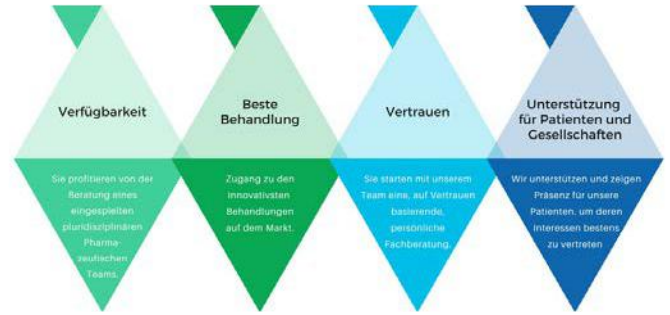 Verfügbarkeit
Sie profitieren von der
Beratung eines
eingespielten
pluridisziplinären
Pharma-
zeutischen
Teams.
Beste
Behandlung
Zugang zu den
innovativsten
Behandlungen
auf dem Markt.
Vertrauen
Sie starten mit unserem
Team eine, auf Vertrauen
basierende,
persönliche
Fachberatung.
Unterstützung
für Patienten und
Gesellschaften
Wir unterstützen und zeigen
Präsenz für unsere
Patienten, um deren
Interessen bestens
zu vertreten